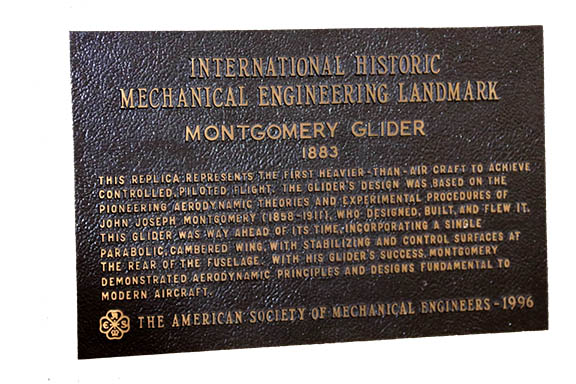 INTERNATIONAL HISTORIC
MECHANICAL ENGINEERING LANDMARK
MONTGOMERY GLIDER
1883
THIS REPLICA REPRESENTS THE FIRST HEAVIER-THAN-AIR CRAFT TO ACHIEVE
CONTROLLED, PILOTED FLIGHT. THE GLIDER'S DESIGN WAS BASED ON THE
PIONEERING AERODYNAMIC THEORIES AND EXPERIMENTAL PROCEDURES OF
JOHN JOSEPH MONTGOMERY (1858-1911), WHO DESIGNED, BUILT, AND FLEW IT.
THIS GLIDER WAS WAY AHEAD OF ITS TIME, INCORPORATING A SINGLE
PARABOLIC, CAMBERED WING, WITH STABILIZING AND CONTROL SURFACES AT
THE REAR OF THE FUSELAGE. WITH HIS GLIDER'S SUCCESS, MONTGOMERY
DEMONSTRATED AERODYNAMIC PRINCIPLES AND DESIGNS FUNDAMENTAL TO
MODERN AIRCRAFT.
THE AMERICAN SOCIETY OF MECHANICAL ENGINEERS-1996